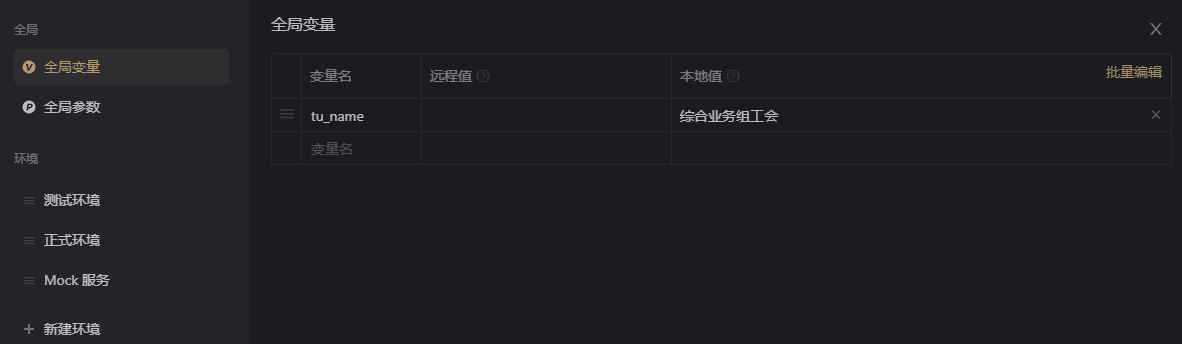 全局
全局变量
全局参数
环境
测试环境
正式环境
Mock 服务
新建环境
全局变量
变量名 远程值 本地值 批量编辑
tu_name 综合业务组工会
变量名